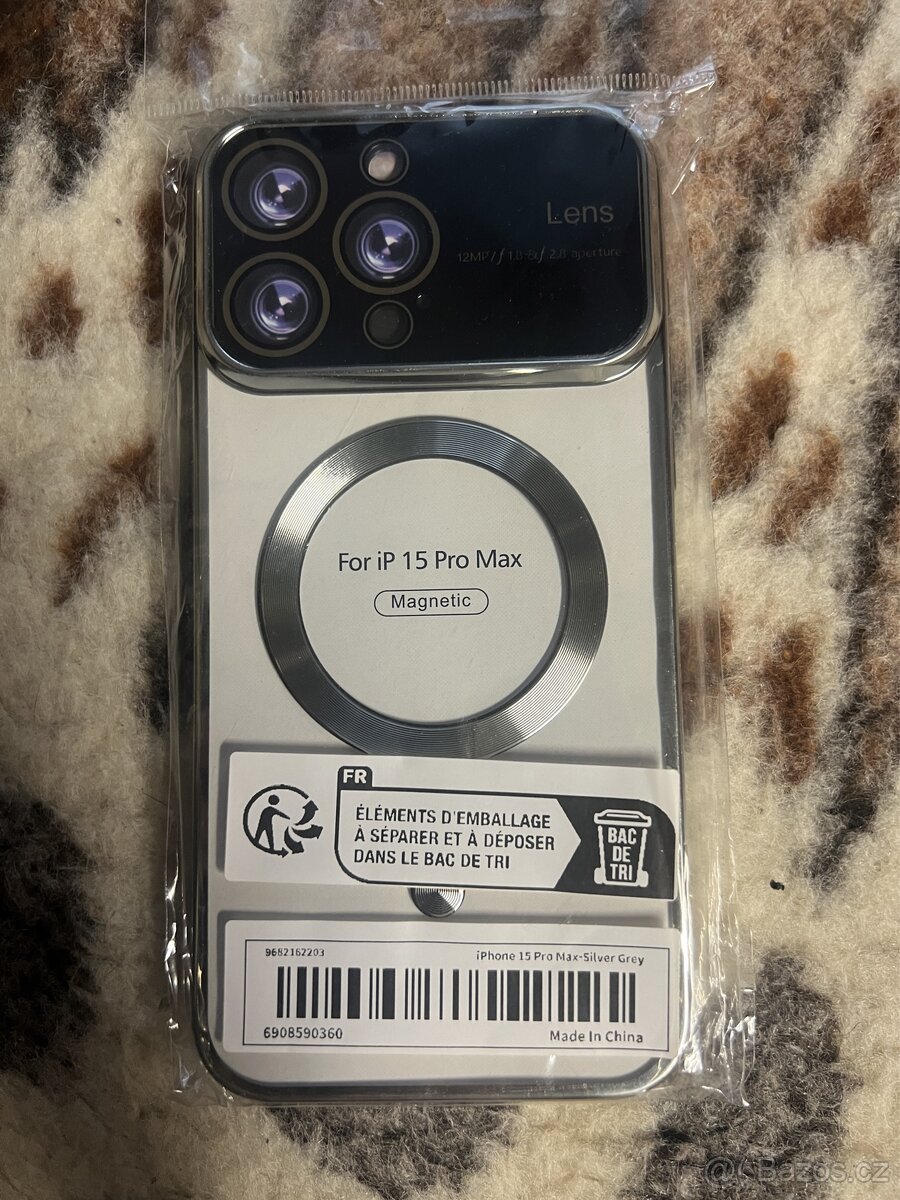 Lens
12MP/ƒ 1.8 & ƒ 2.8 aperture
For iP 15 Pro Max
Magnetic
FR
ÉLÉMENTS D'EMBALLAGE
À SÉPARER ET À DÉPOSER
DANS LE BAC DE TRI
BAC
DE
TRI
9682162203
iPhone 15 Pro Max-Silver Grey
6908590360
Made In China
@ Bazos.cz